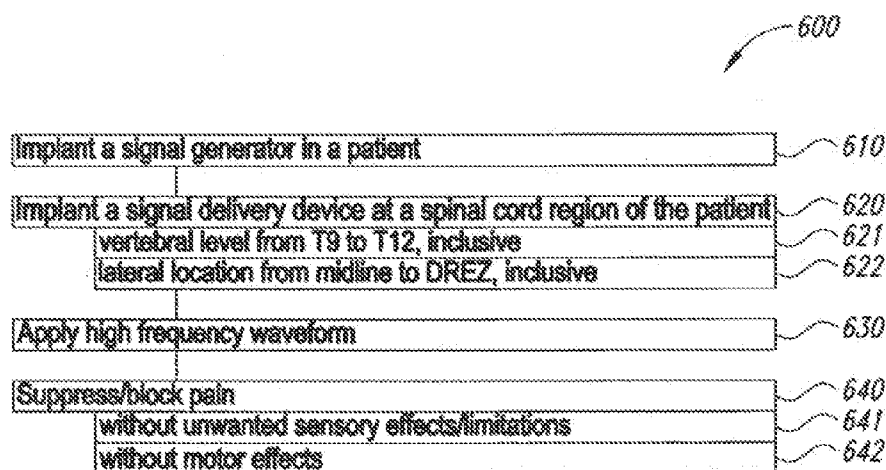 600
Implant a signal generator in a patient 610
Implant a signal delivery device at a spinal cord region of the patient 620
vertebral level from T9 to T12, inclusive 621
lateral location from midline to DREZ, inclusive 622
Apply high frequency waveform 630
Suppress/block pain 640
without unwanted sensory effects/limitations 641
without motor effects 642